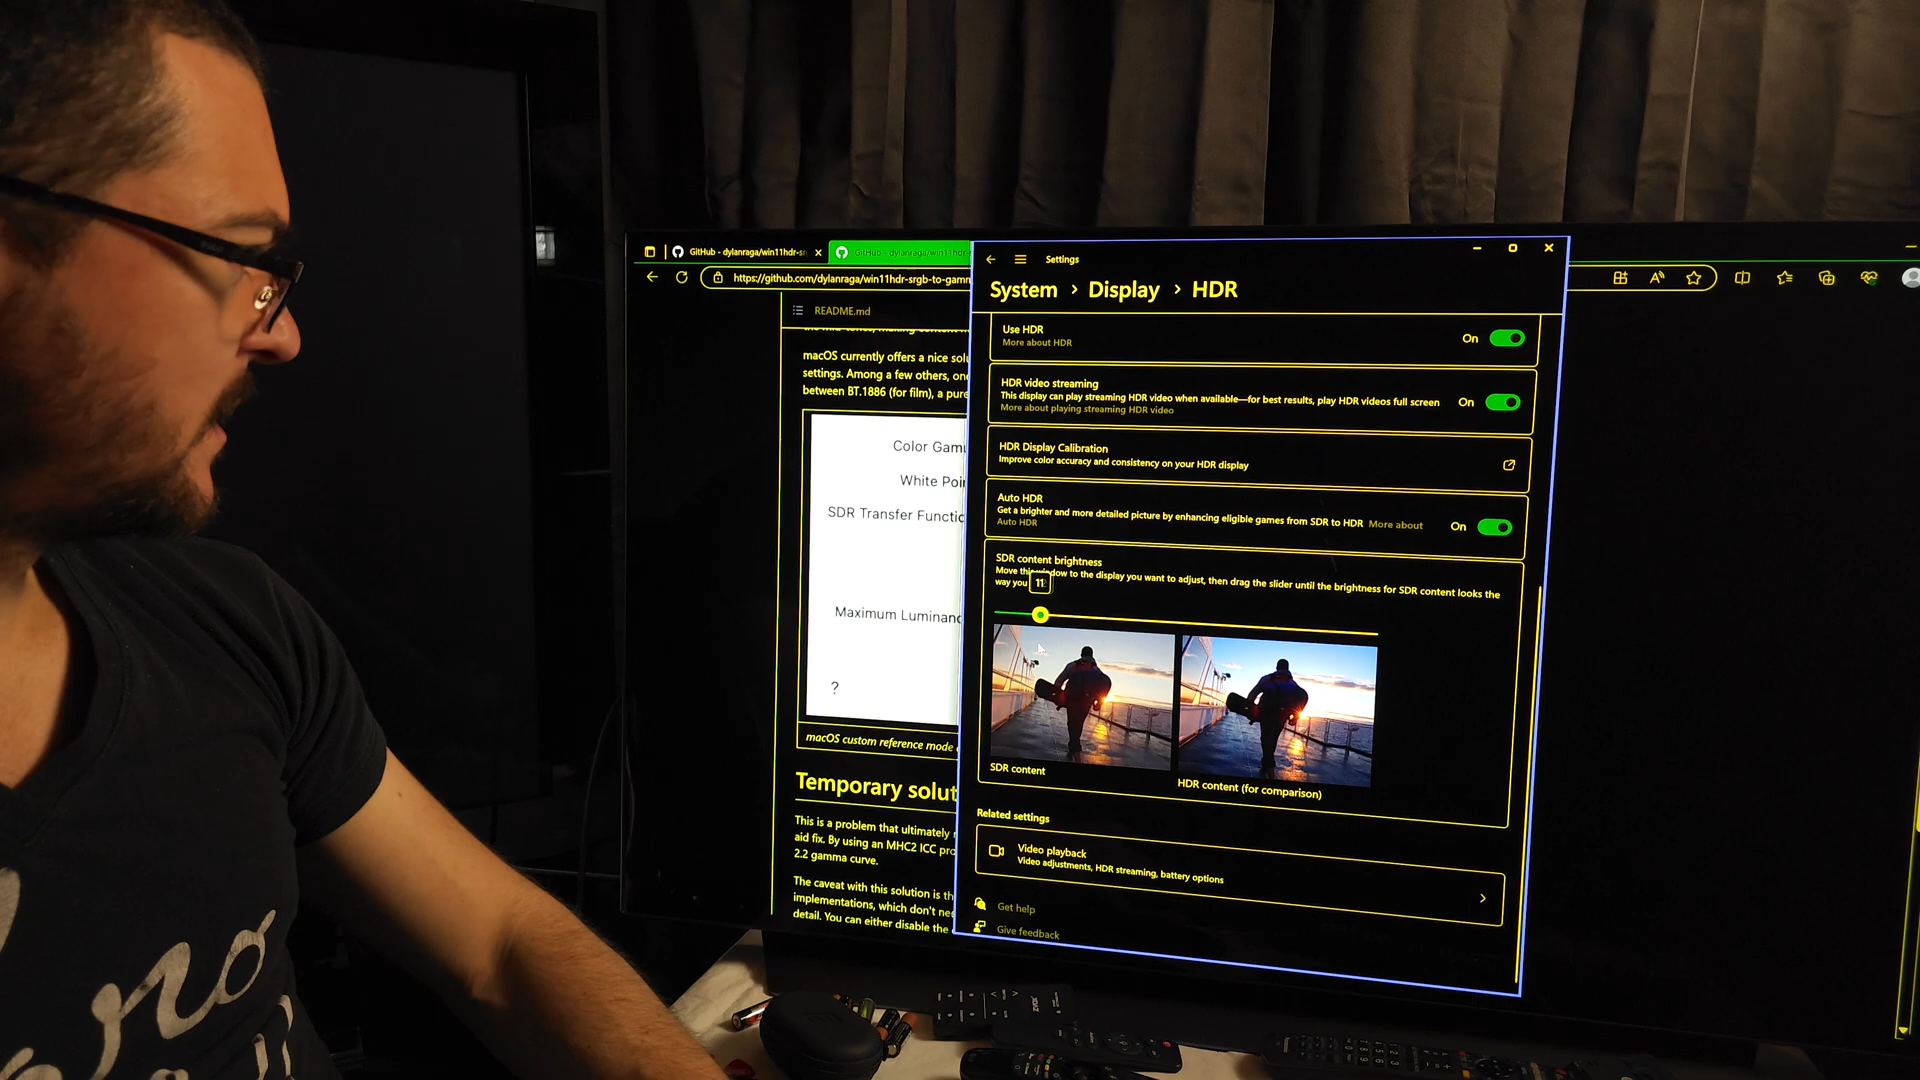 GitHub - dylanraga/win11hdr-sr
GitHub - dylanraga/win11hdr-
https://github.com/dylanraga/win11hdr-srgb-to-gamm
README.md
macOS currently offers a nice solu
settings. Among a few others, one
between BT.1886 (for film), a pure
Color Gam
White Poin
SDR Transfer Functio
Maximum Luminanc
?
macOS custom reference mode
Temporary solut
This is a problem that ultimately
aid fix. By using an MHC2 ICC pro
2.2 gamma curve.
The caveat with this solution is th
implementations, which don't nee
detail. You can either disable the
Settings
System > Display > HDR
Use HDR
More about HDR
On
HDR video streaming
This display can play streaming HDR video when available—for best results, play HDR videos full screen
More about playing streaming HDR video
On
HDR Display Calibration
Improve color accuracy and consistency on your HDR display
Auto HDR
Get a brighter and more detailed picture by enhancing eligible games from SDR to HDR More about
Auto HDR
On
SDR content brightness
Move this window to the display you want to adjust, then drag the slider until the brightness for SDR content looks the
way you
11
SDR content
HDR content (for comparison)
Related settings
Video playback
Video adjustments, HDR streaming, battery options
Get help
Give feedback